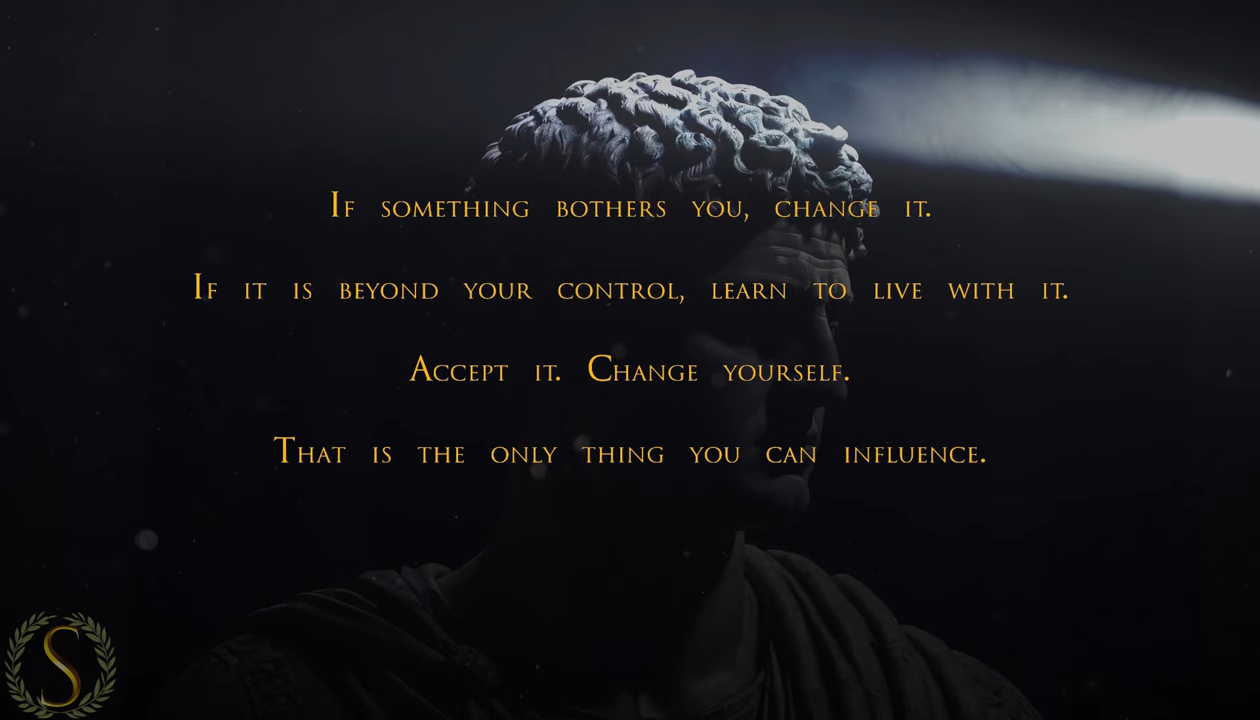 If something bothers you, change it.
If it is beyond your control, learn to live with it.
Accept it. Change yourself.
That is the only thing you can influence.
S